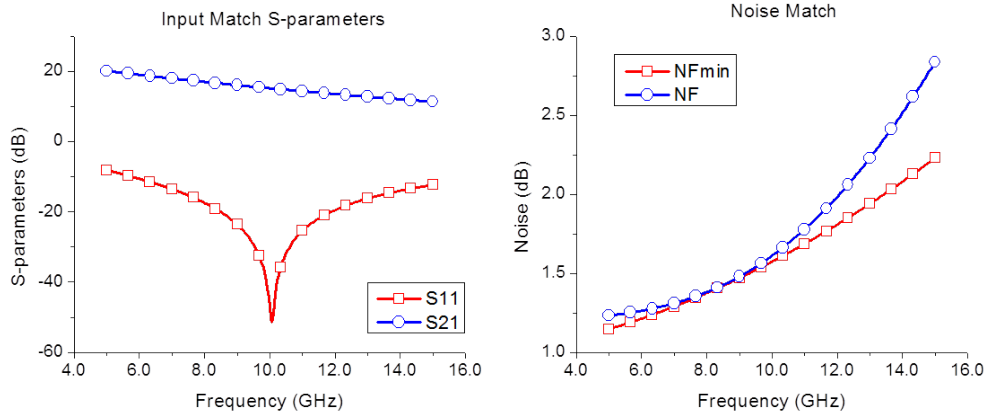 Input Match S-parameters
S-parameters (dB)
20
0
-20
-40
-60
S11
S21
4.0 6.0 8.0 10.0 12.0 14.0 16.0
Frequency (GHz)
Noise Match
Noise (dB)
3.0
2.5
2.0
1.5
1.0
NFmin
NF
4.0 6.0 8.0 10.0 12.0 14.0 16.0
Frequency (GHz)